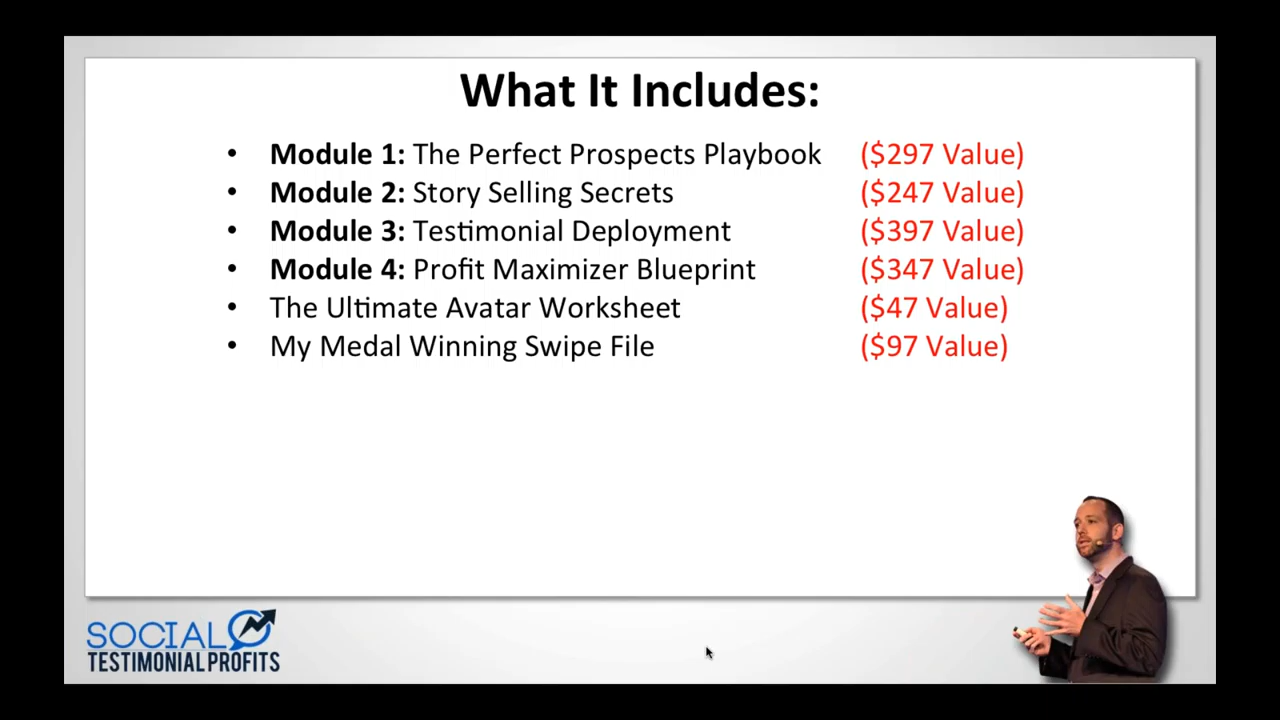 What It Includes:
• Module 1: The Perfect Prospects Playbook ($297 Value)
• Module 2: Story Selling Secrets ($247 Value)
• Module 3: Testimonial Deployment ($397 Value)
• Module 4: Profit Maximizer Blueprint ($347 Value)
• The Ultimate Avatar Worksheet ($47 Value)
• My Medal Winning Swipe File ($97 Value)
SOCIAL
TESTIMONIAL PROFITS